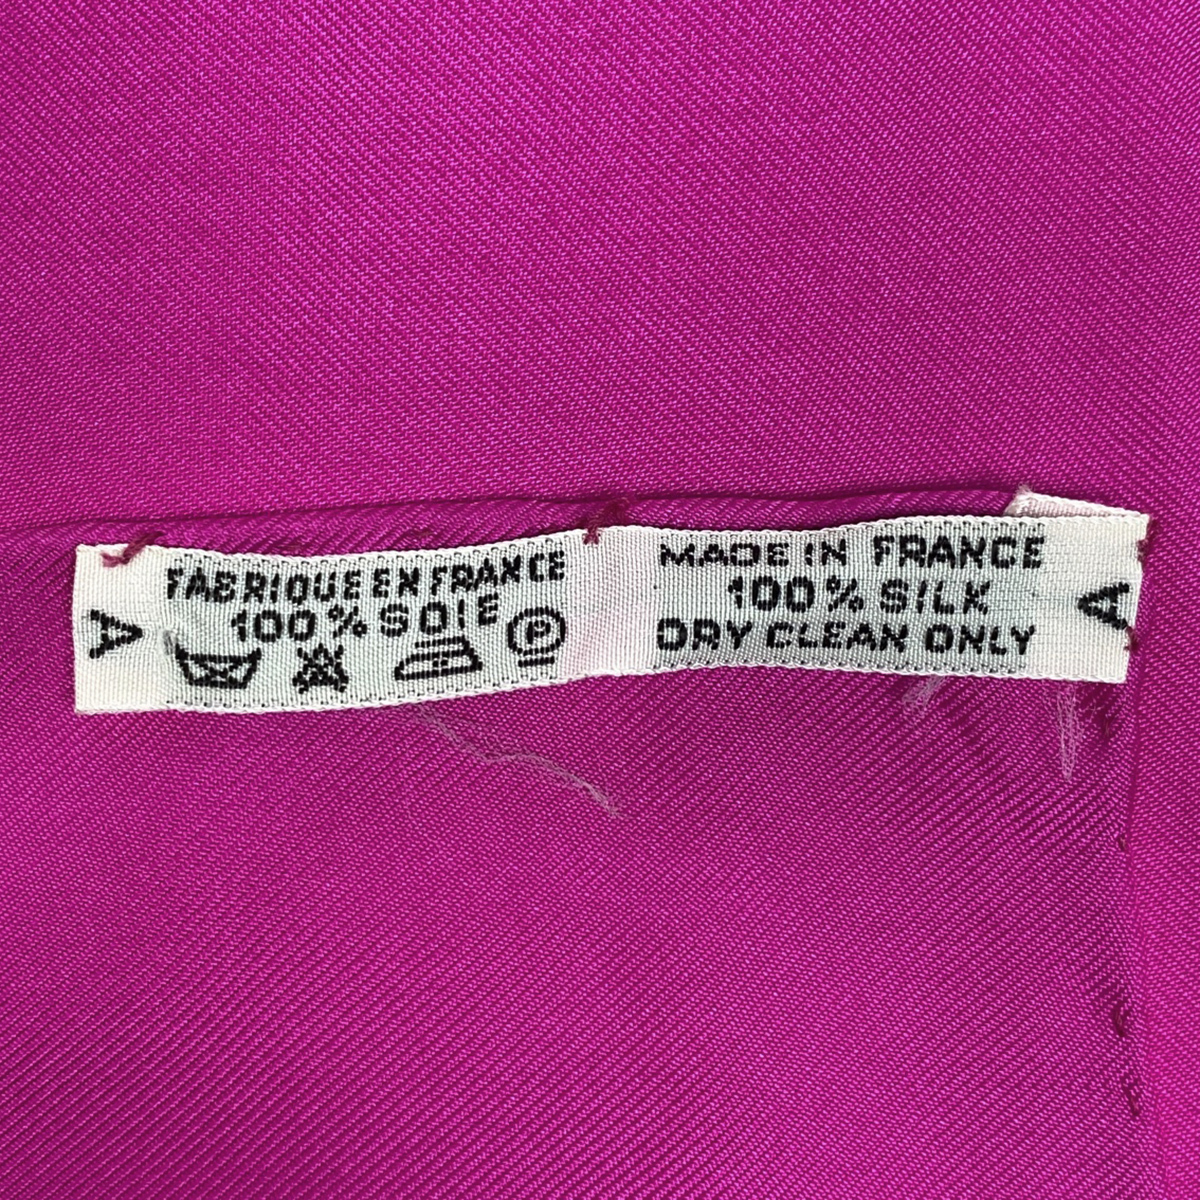 FABRIQUE EN FRANCE
100% SOIE
P
MADE IN FRANCE
100% SILK
DRY CLEAN ONLY
A
A